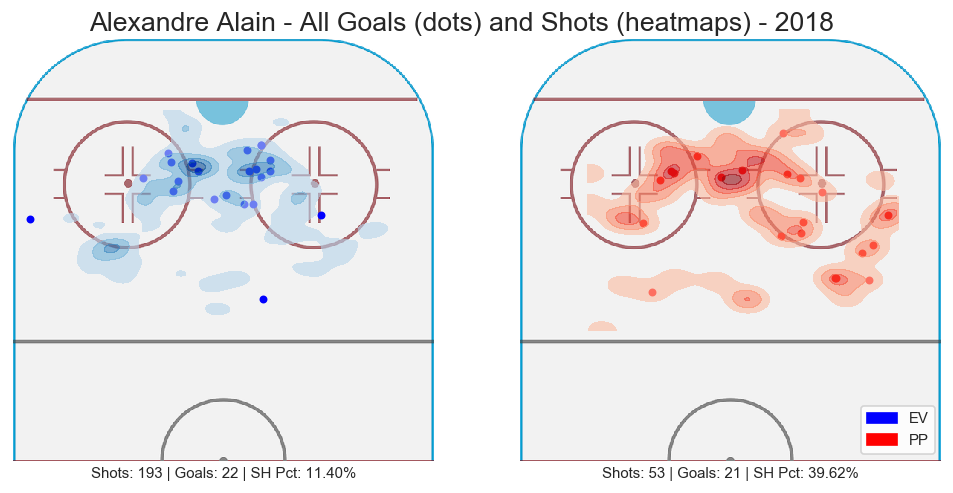 Alexandre Alain - All Goals (dots) and Shots (heatmaps) - 2018
EV
PP
Shots: 193 | Goals: 22 | SH Pct: 11.40%
Shots: 53 | Goals: 21 | SH Pct: 39.62%